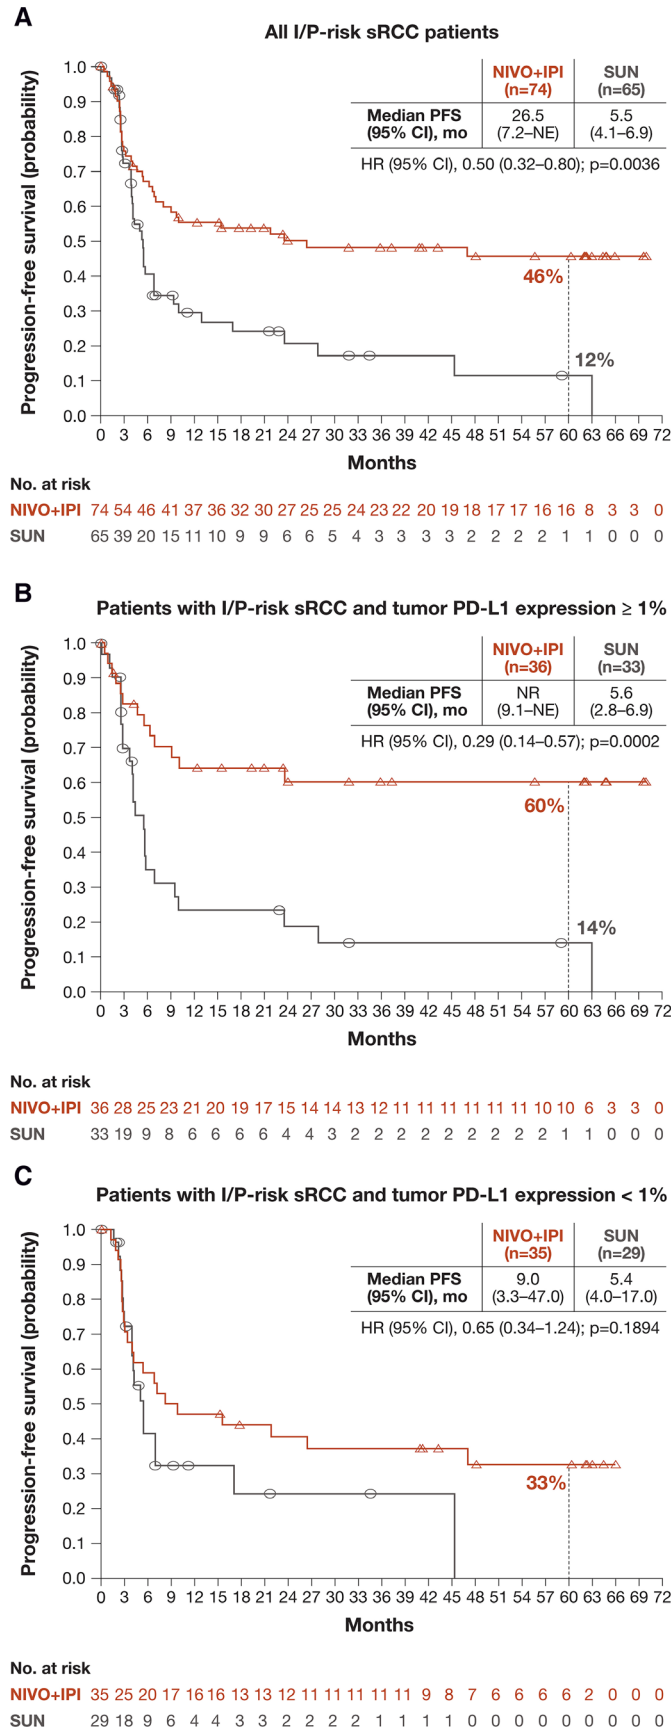 A
All I/P-risk sRCC patients
NIVO+IPI SUN
(n=74) (n=65)
Median PFS 26.5 5.5
(95% CI), mo (7.2–NE) (4.1–6.9)
HR (95% CI), 0.50 (0.32–0.80); p=0.0036
Progression-free survival (probability)
1.0
0.9
0.8
0.7
0.6
0.5
0.4
0.3
0.2
0.1
0.0
46%
12%
0 3 6 9 12 15 18 21 24 27 30 33 36 39 42 45 48 51 54 57 60 63 66 69 72
Months
No. at risk
NIVO+IPI 74 54 46 41 37 36 32 30 27 25 25 24 23 22 20 19 18 17 17 16 16 8 3 3 0
SUN 65 39 20 15 11 10 9 9 6 6 5 4 3 3 3 3 2 2 2 2 1 1 0 0 0
B
Patients with I/P-risk sRCC and tumor PD-L1 expression ≥ 1%
NIVO+IPI SUN
(n=36) (n=33)
Median PFS NR 5.6
(95% CI), mo (9.1–NE) (2.8–6.9)
HR (95% CI), 0.29 (0.14–0.57); p=0.0002
Progression-free survival (probability)
1.0
0.9
0.8
0.7
0.6
0.5
0.4
0.3
0.2
0.1
0.0
60%
14%
0 3 6 9 12 15 18 21 24 27 30 33 36 39 42 45 48 51 54 57 60 63 66 69 72
Months
No. at risk
NIVO+IPI 36 28 25 23 21 20 19 17 15 14 14 13 12 11 11 11 11 11 11 10 10 6 3 3 0
SUN 33 19 9 8 6 6 6 6 4 4 3 2 2 2 2 2 2 2 2 2 1 1 0 0 0
C
Patients with I/P-risk sRCC and tumor PD-L1 expression < 1%
NIVO+IPI SUN
(n=35) (n=29)
Median PFS 9.0 5.4
(95% CI), mo (3.3–47.0) (4.0–17.0)
HR (95% CI), 0.65 (0.34–1.24); p=0.1894
Progression-free survival (probability)
1.0
0.9
0.8
0.7
0.6
0.5
0.4
0.3
0.2
0.1
0.0
33%
0 3 6 9 12 15 18 21 24 27 30 33 36 39 42 45 48 51 54 57 60 63 66 69 72
Months
No. at risk
NIVO+IPI 35 25 20 17 16 16 13 13 12 11 11 11 11 11 9 8 7 6 6 6 6 2 0 0 0
SUN 29 18 9 6 4 4 3 3 2 2 2 2 1 1 1 1 0 0 0 0 0 0 0 0 0